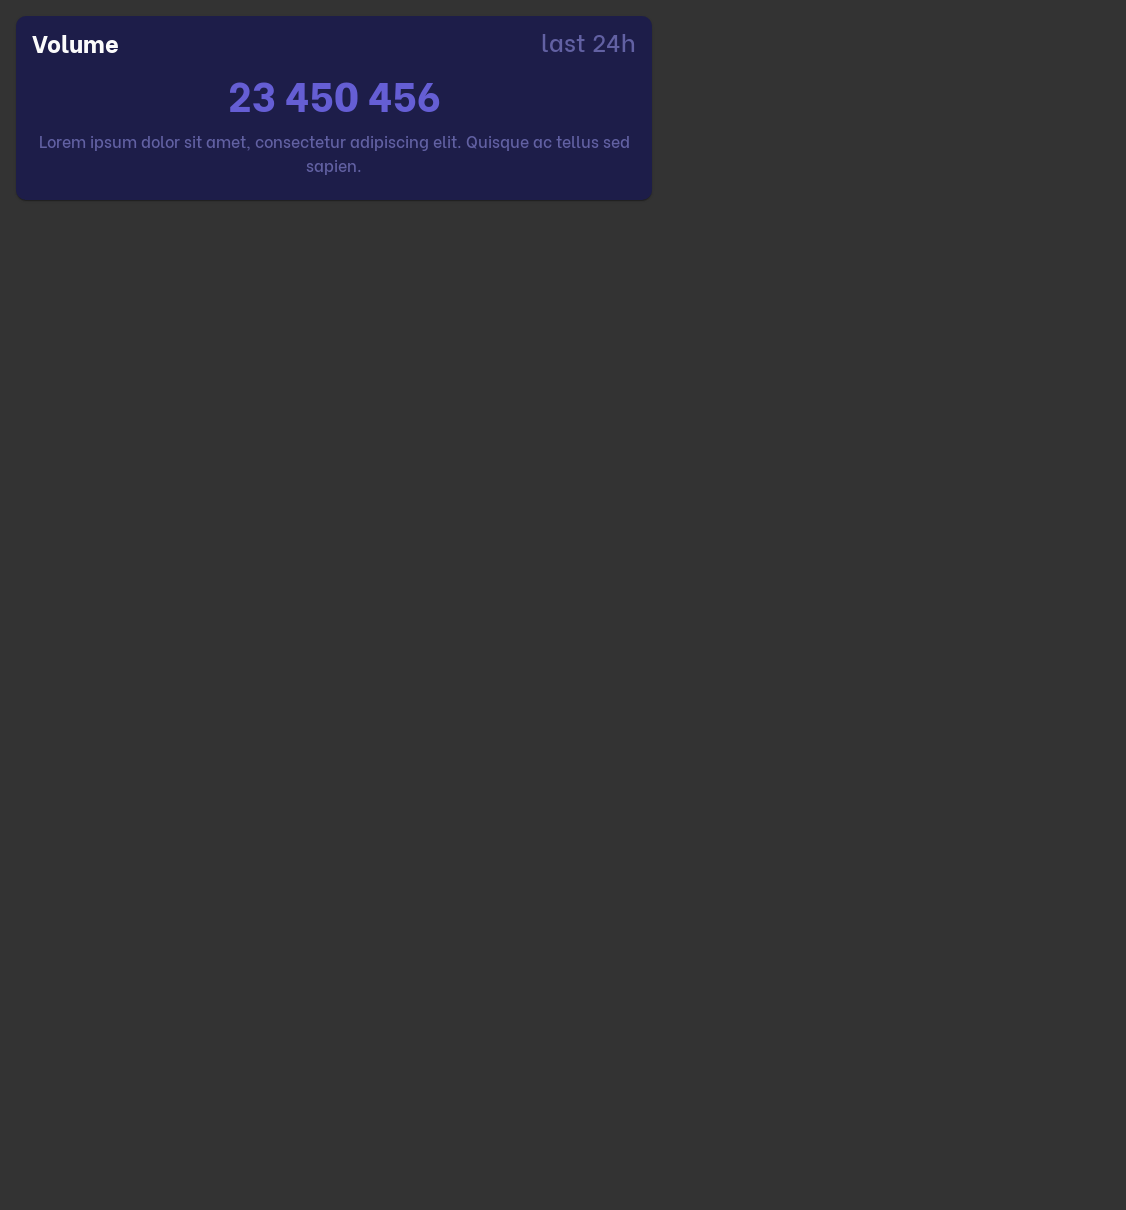 Volume last 24h
23 450 456
Lorem ipsum dolor sit amet, consectetur adipiscing elit. Quisque ac tellus sed
sapien.